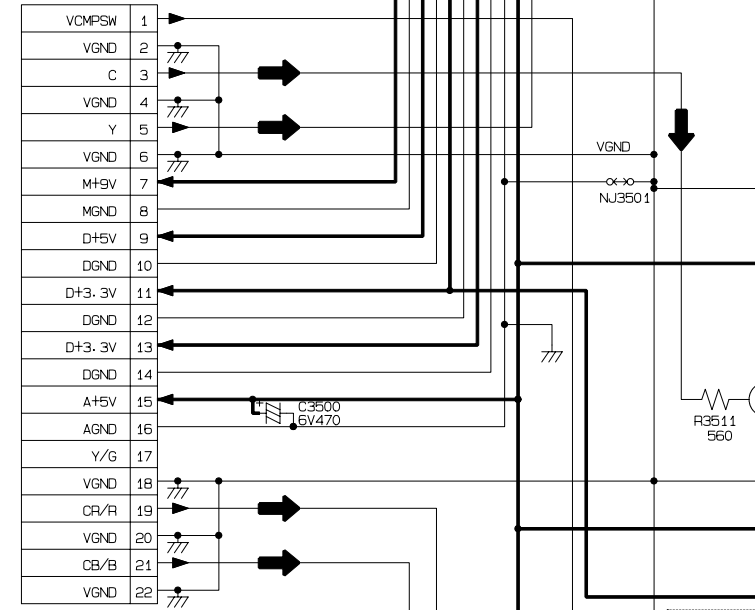 VCMPSW 1
VGND 2
C 3
VGND 4
Y 5
VGND 6
VGND
M+9V 7
NJ3501
MGND 8
D+5V 9
DGND 10
D+3.3V 11
DGND 12
D+3.3V 13
DGND 14
A+5V 15
+
C3500
6V470
R3511
560
AGND 16
Y/G 17
VGND 18
CR/R 19
VGND 20
CB/B 21
VGND 22